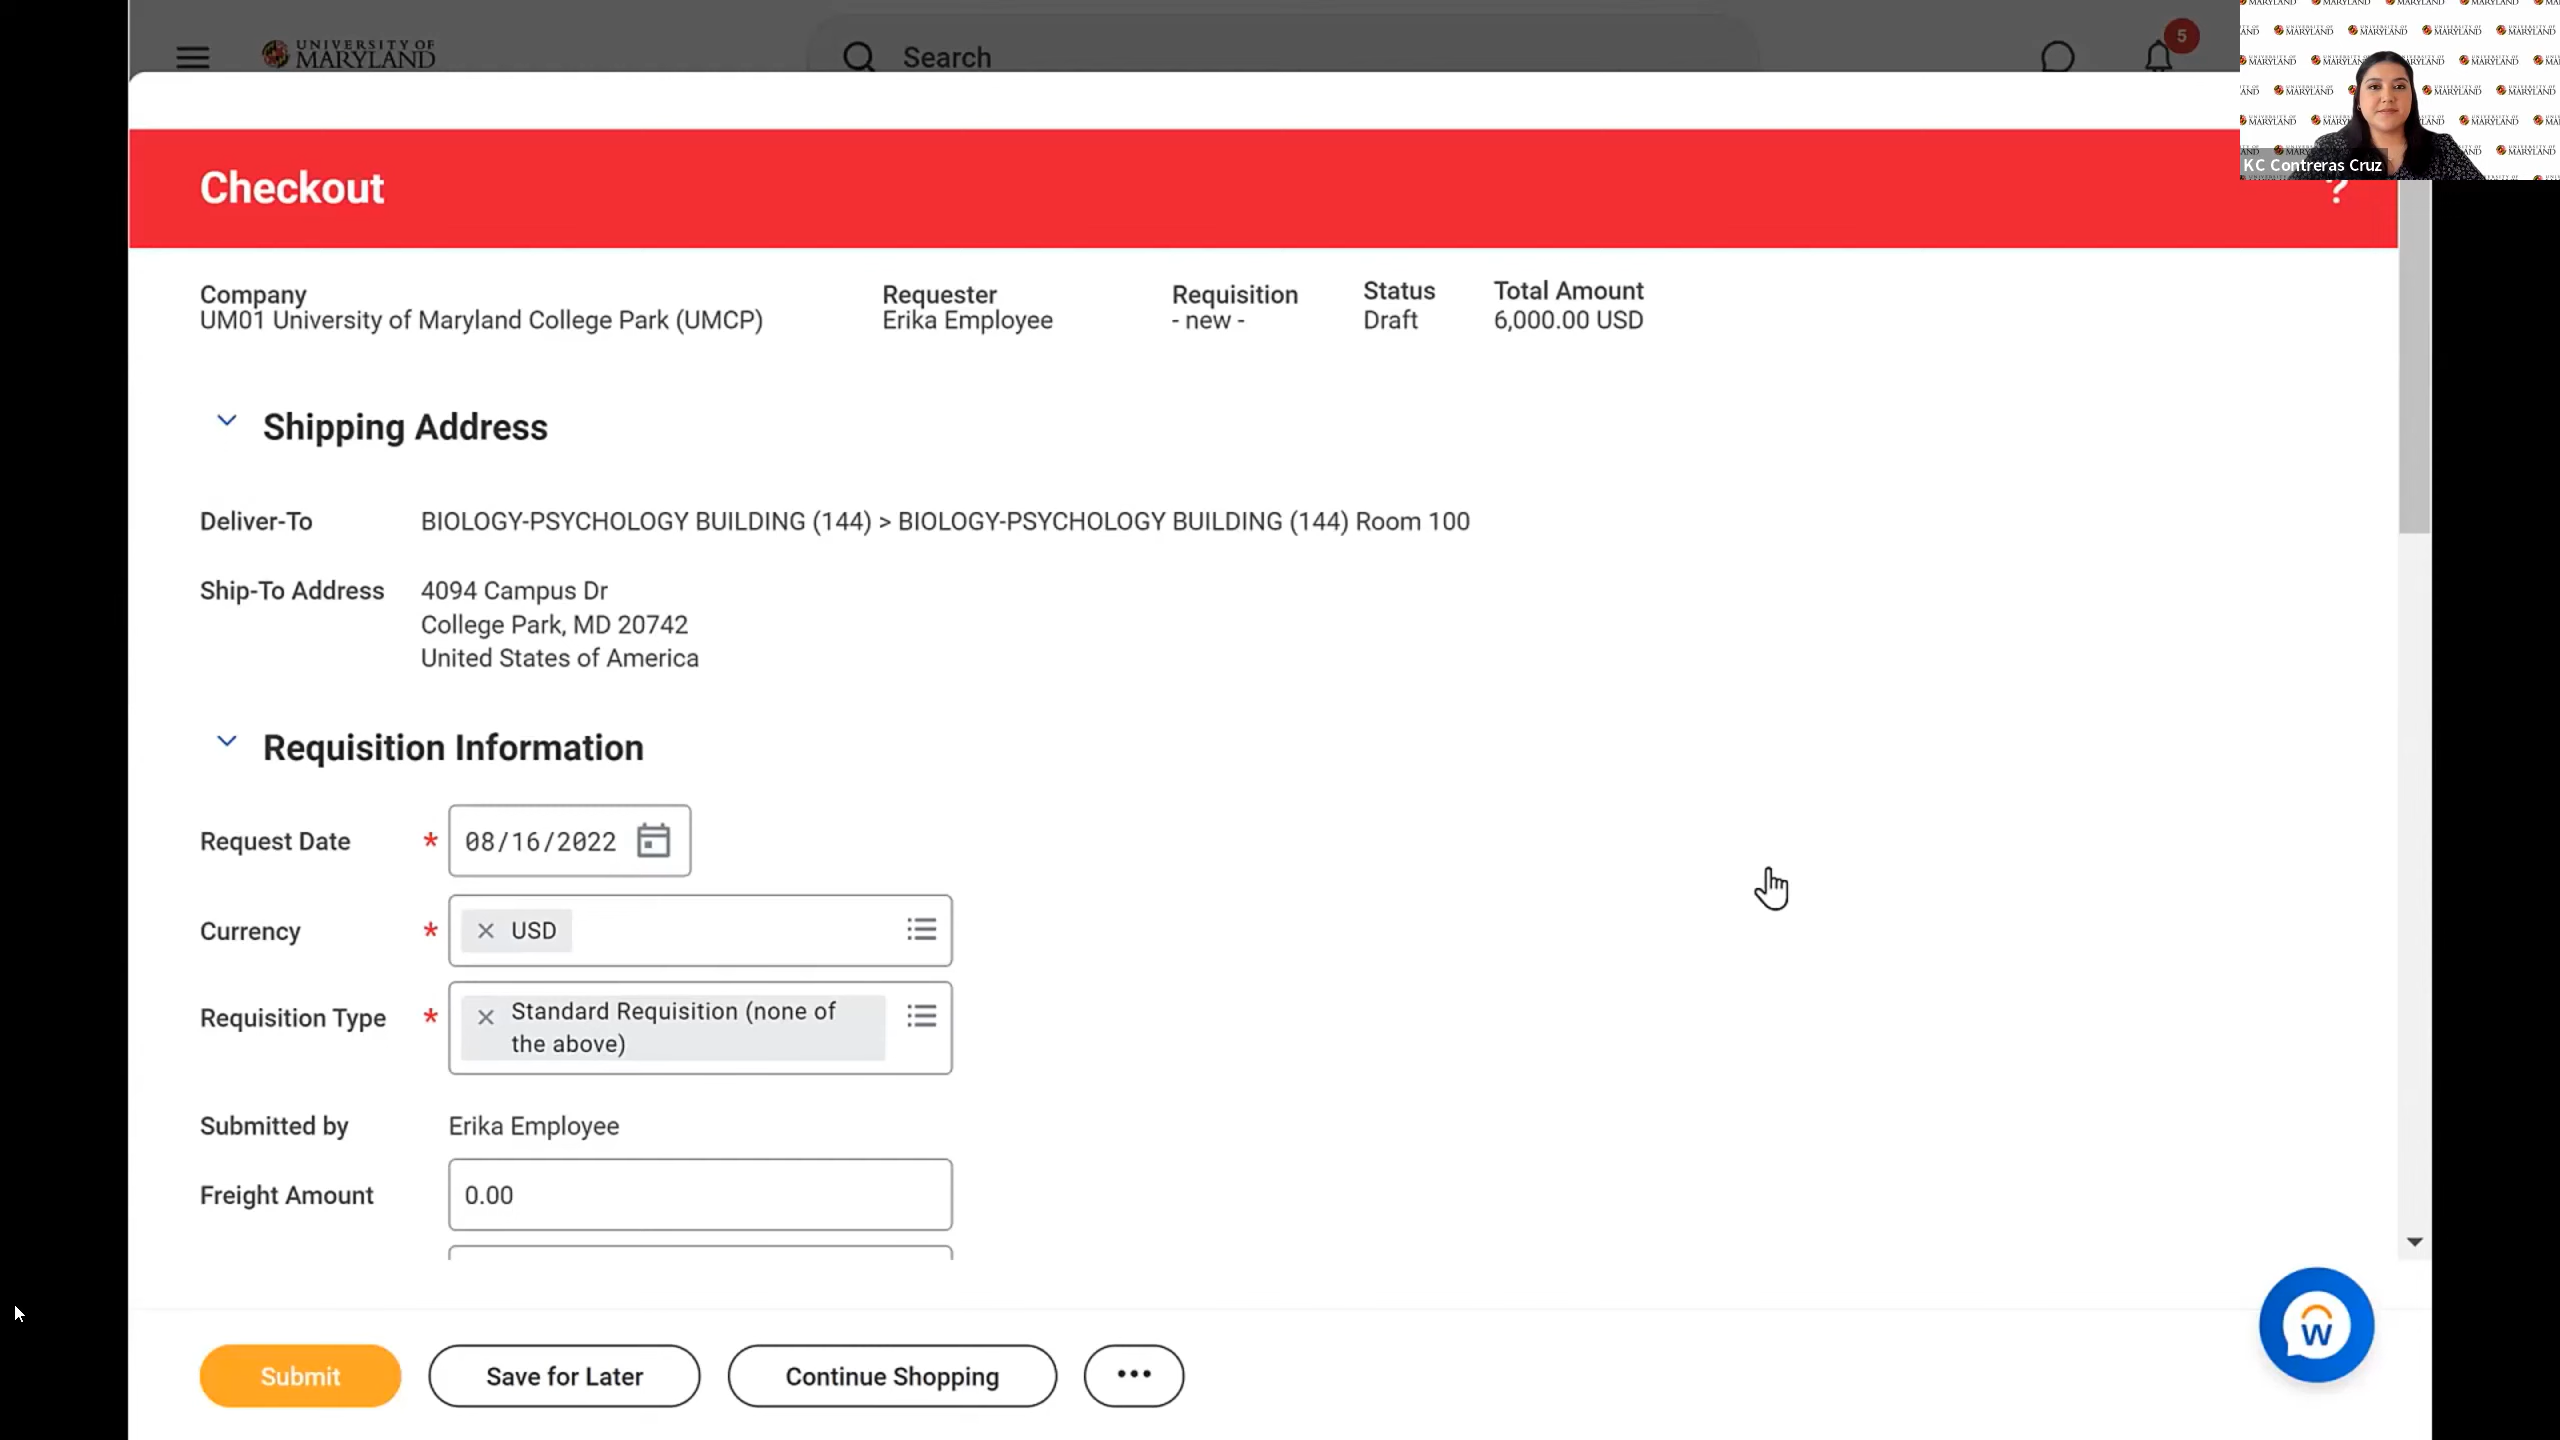 UNIVERSITY OF
MARYLAND
Search
5
KC Contreras Cruz
Checkout
?
Company
UM01 University of Maryland College Park (UMCP)
Requester
Erika Employee
Requisition
- new -
Status
Draft
Total Amount
6,000.00 USD
Shipping Address
Deliver-To
BIOLOGY-PSYCHOLOGY BUILDING (144) > BIOLOGY-PSYCHOLOGY BUILDING (144) Room 100
Ship-To Address
4094 Campus Dr
College Park, MD 20742
United States of America
Requisition Information
Request Date
* 08/16/2022
Currency
* × USD
Requisition Type
* × Standard Requisition (none of
the above)
Submitted by
Erika Employee
Freight Amount
0.00
Submit
Save for Later
Continue Shopping
•••
W